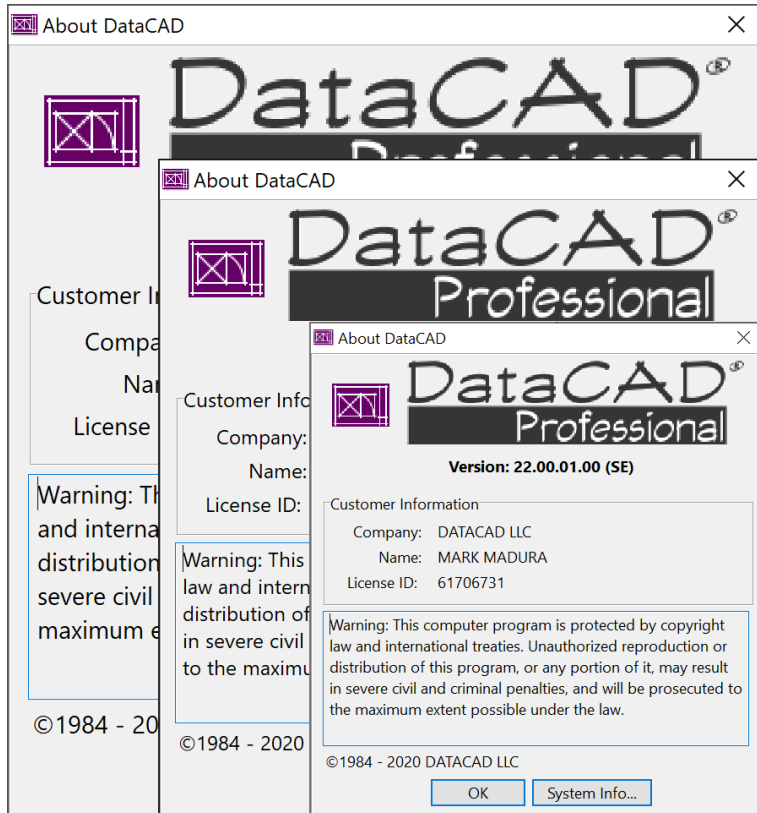 About DataCAD
DataCAD®
Professional
Customer
Compa
Nar
License
Warning: Th
and interna
distribution
severe civil
maximum e
©1984 - 20
About DataCAD
DataCAD®
Professional
Customer Info
Company:
Name:
License ID:
Warning: This
law and intern
distribution of
in severe civil
to the maximu
©1984 - 2020
About DataCAD
DataCAD®
Professional
Version: 22.00.01.00 (SE)
Customer Information
Company: DATACAD LLC
Name: MARK MADURA
License ID: 61706731
Warning: This computer program is protected by copyright
law and international treaties. Unauthorized reproduction or
distribution of this program, or any portion of it, may result
in severe civil and criminal penalties, and will be prosecuted to
the maximum extent possible under the law.
©1984 - 2020 DATACAD LLC
OK
System Info...